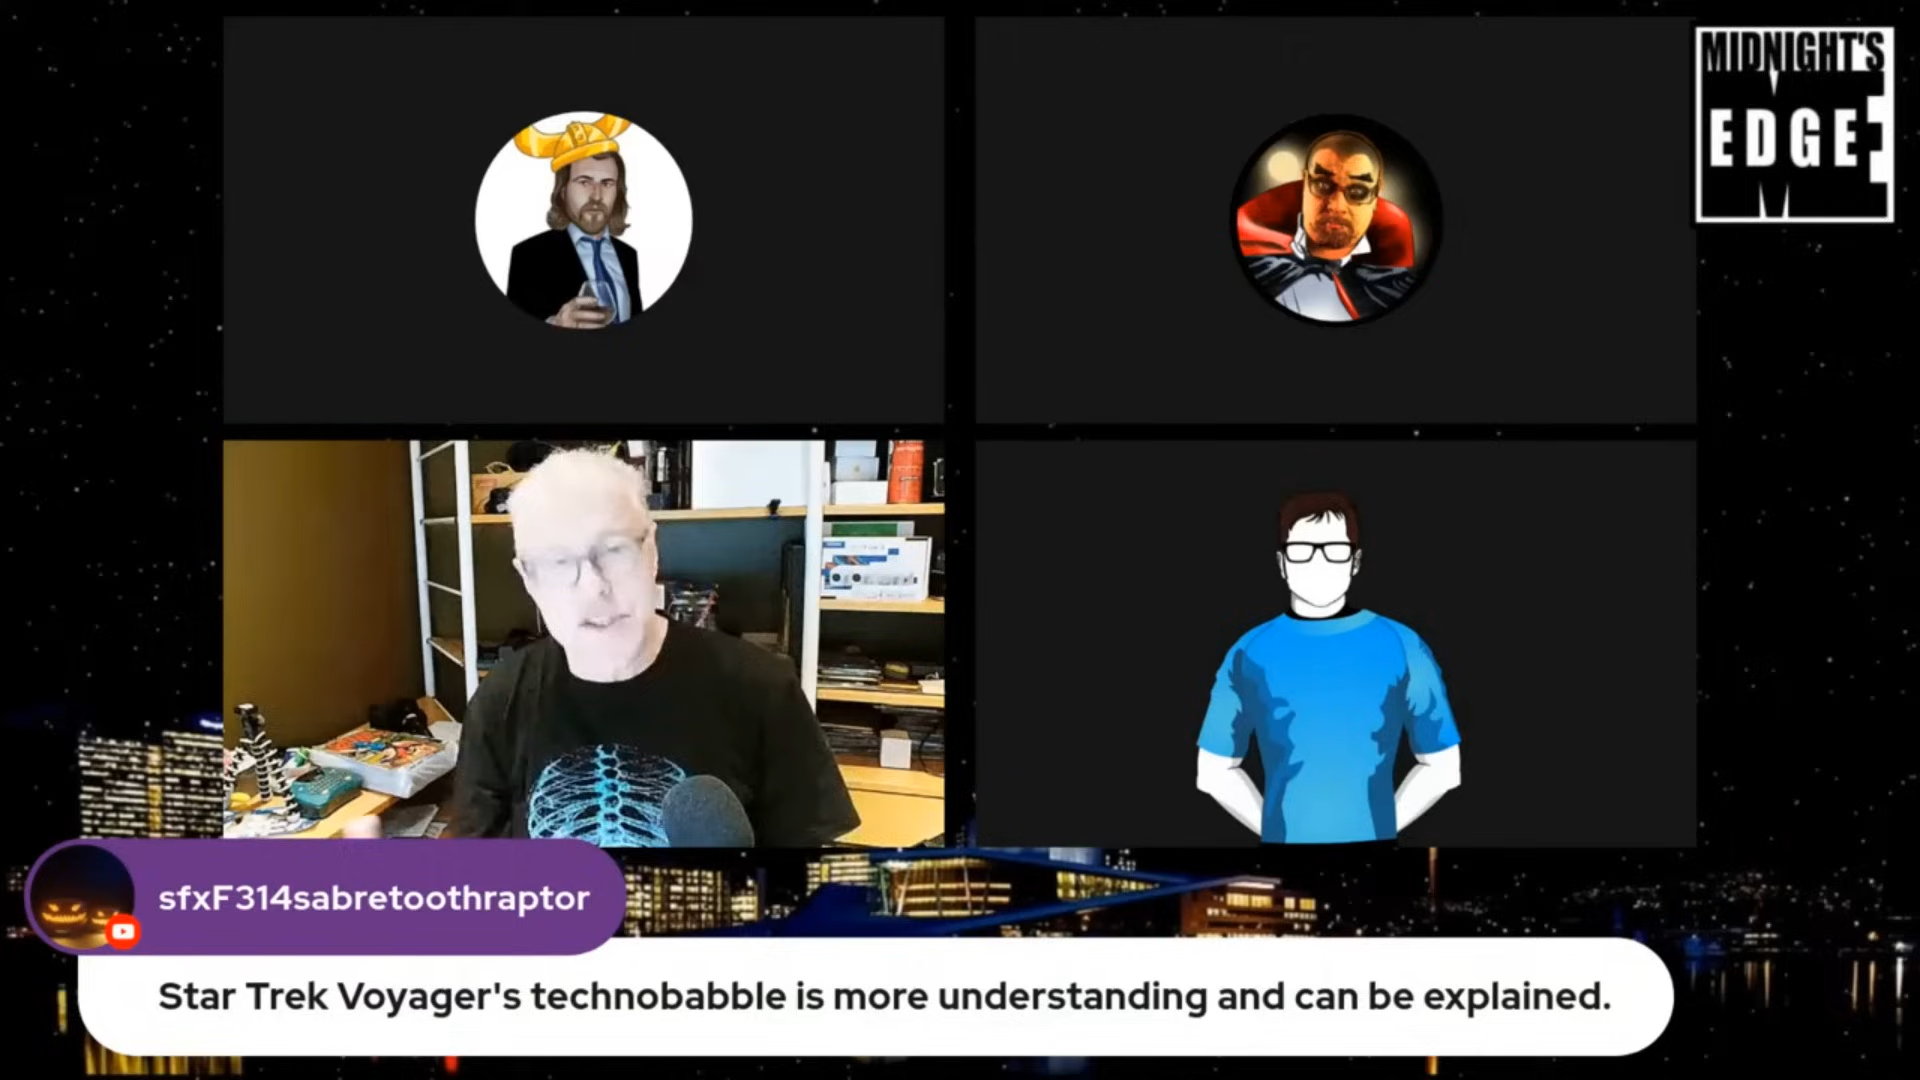 MIDNIGHT'S
EDGE
sfxF314sabretoothraptor
Star Trek Voyager's technobabble is more understanding and can be explained.